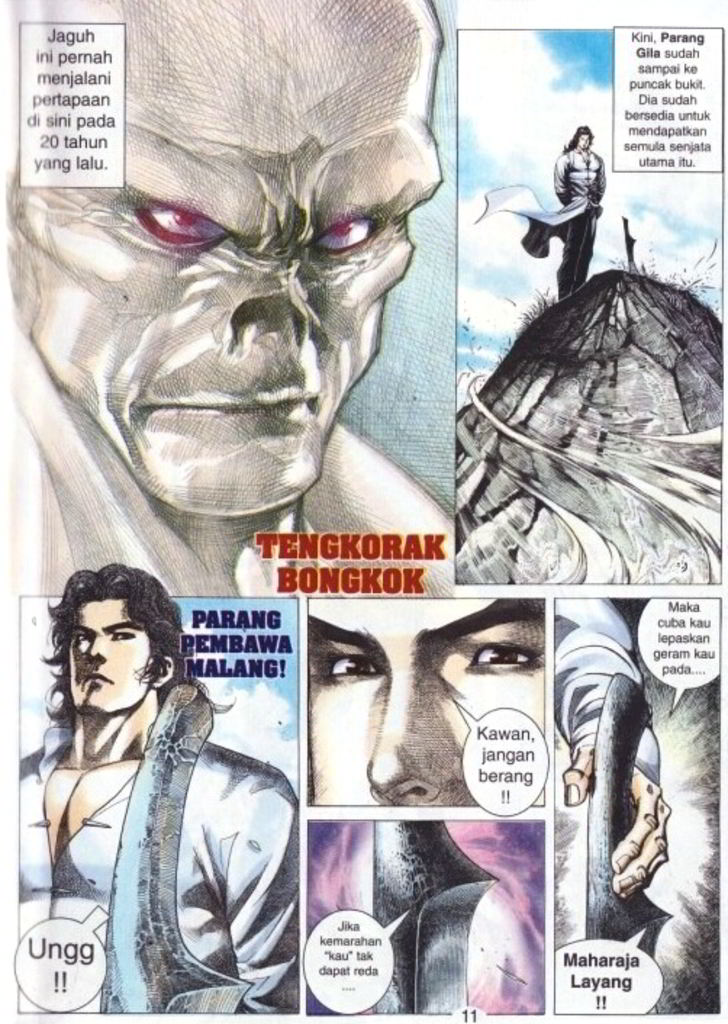 Jaguh
ini pernah
menjalani
pertapaan
di sini pada
20 tahun
yang lalu.
Kini, Parang
Gila sudah
sampai ke
puncak bukit.
Dia sudah
bersedia untuk
mendapatkan
semula senjata
utama itu.
TENGKORAK
BONGKOK
PARANG
PEMBAWA
MALANG!
Ungg
!!
Kawan,
jangan
berang
!!
Jika
kemarahan
"kau" tak
dapat reda
....
Maka
cuba kau
lepaskan
geram kau
pada....
Maharaja
Layang
!!
11